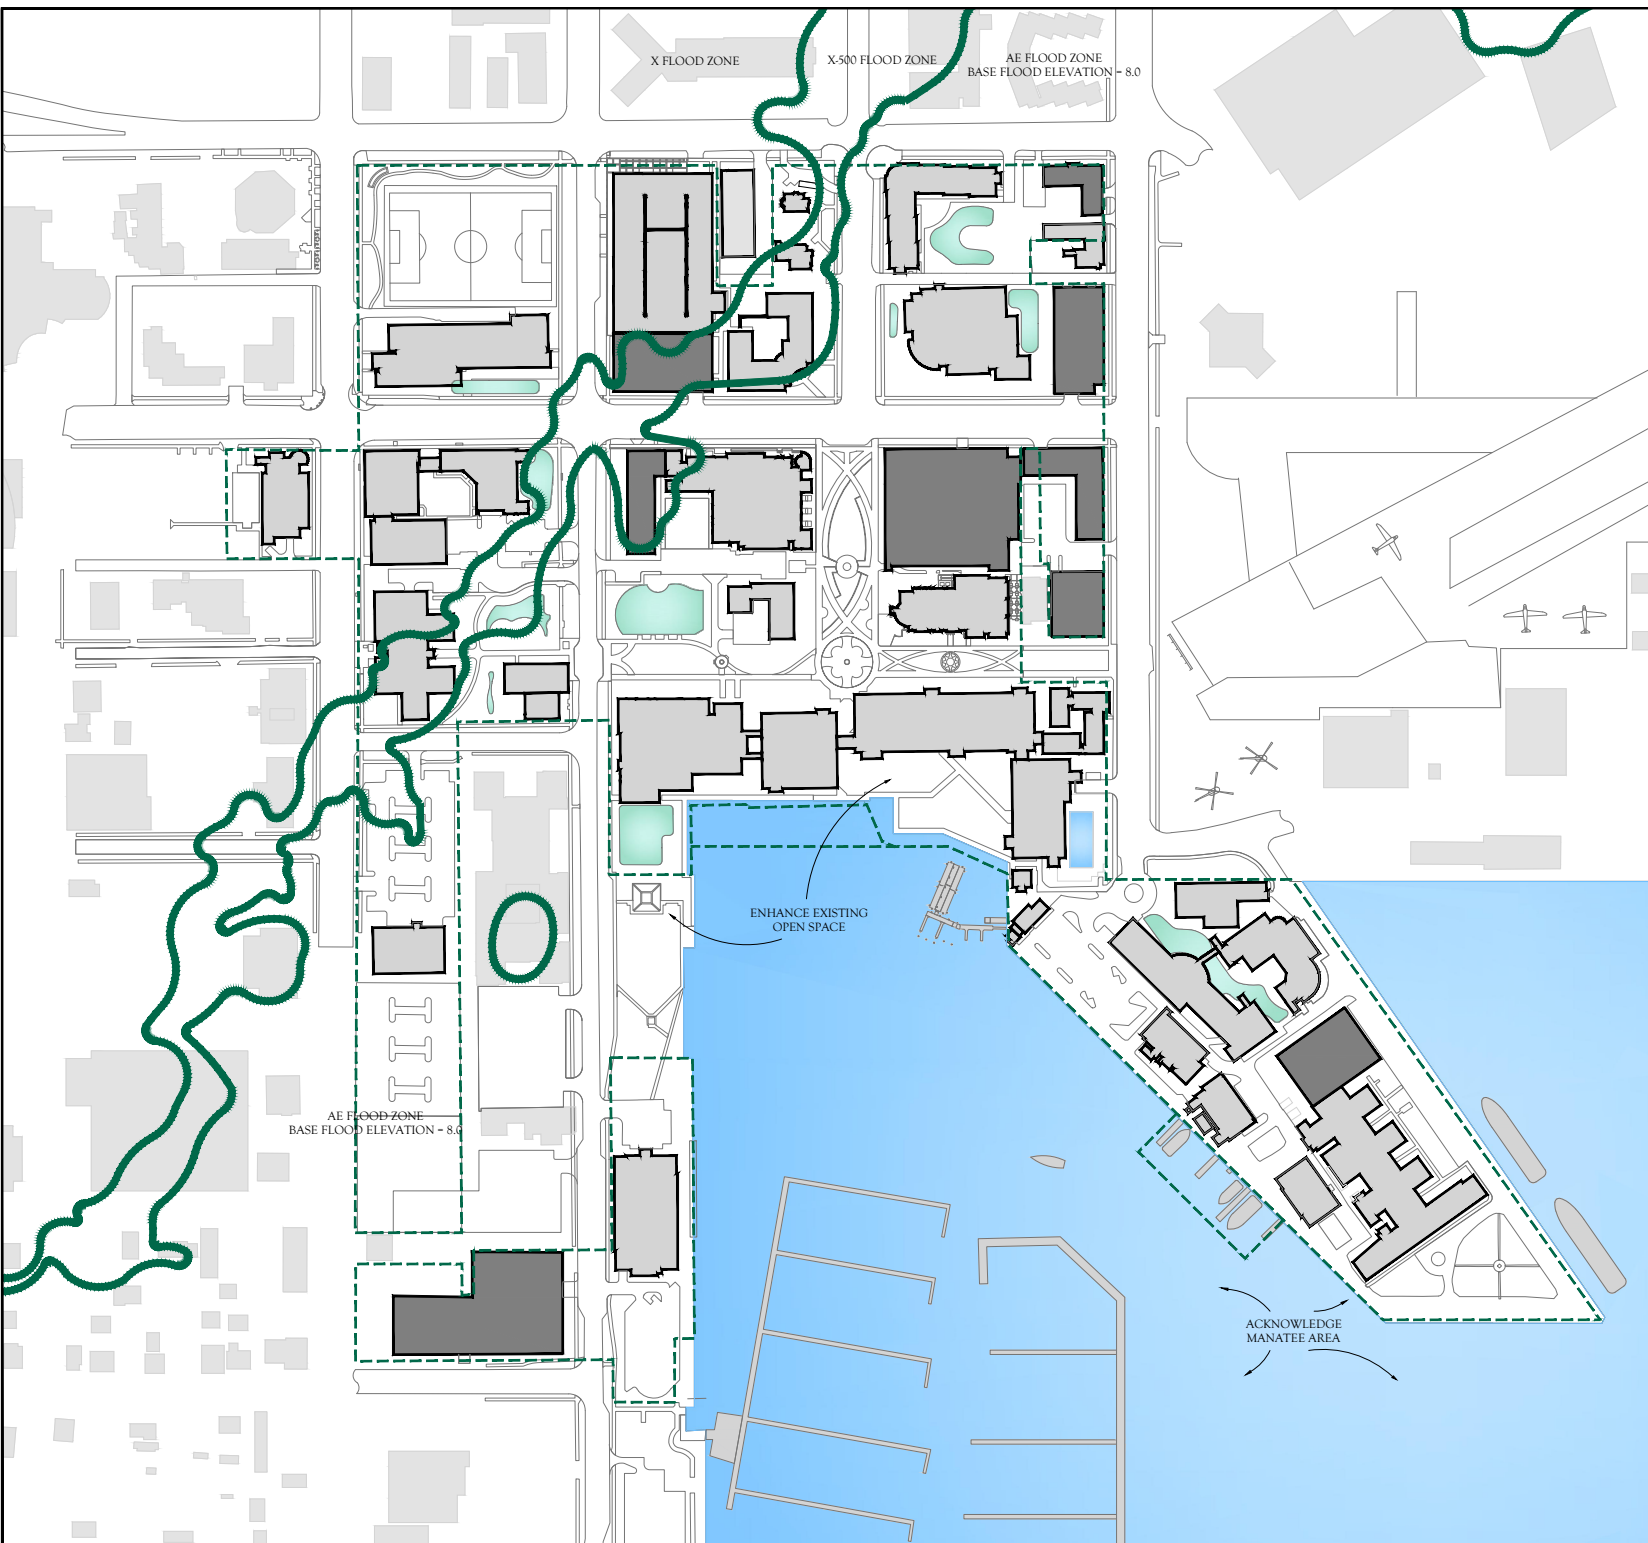 X FLOOD ZONE
X-500 FLOOD ZONE
AE FLOOD ZONE
BASE FLOOD ELEVATION = 8.0
ENHANCE EXISTING
OPEN SPACE
AE FLOOD ZONE
BASE FLOOD ELEVATION = 8.0
ACKNOWLEDGE
MANATEE AREA